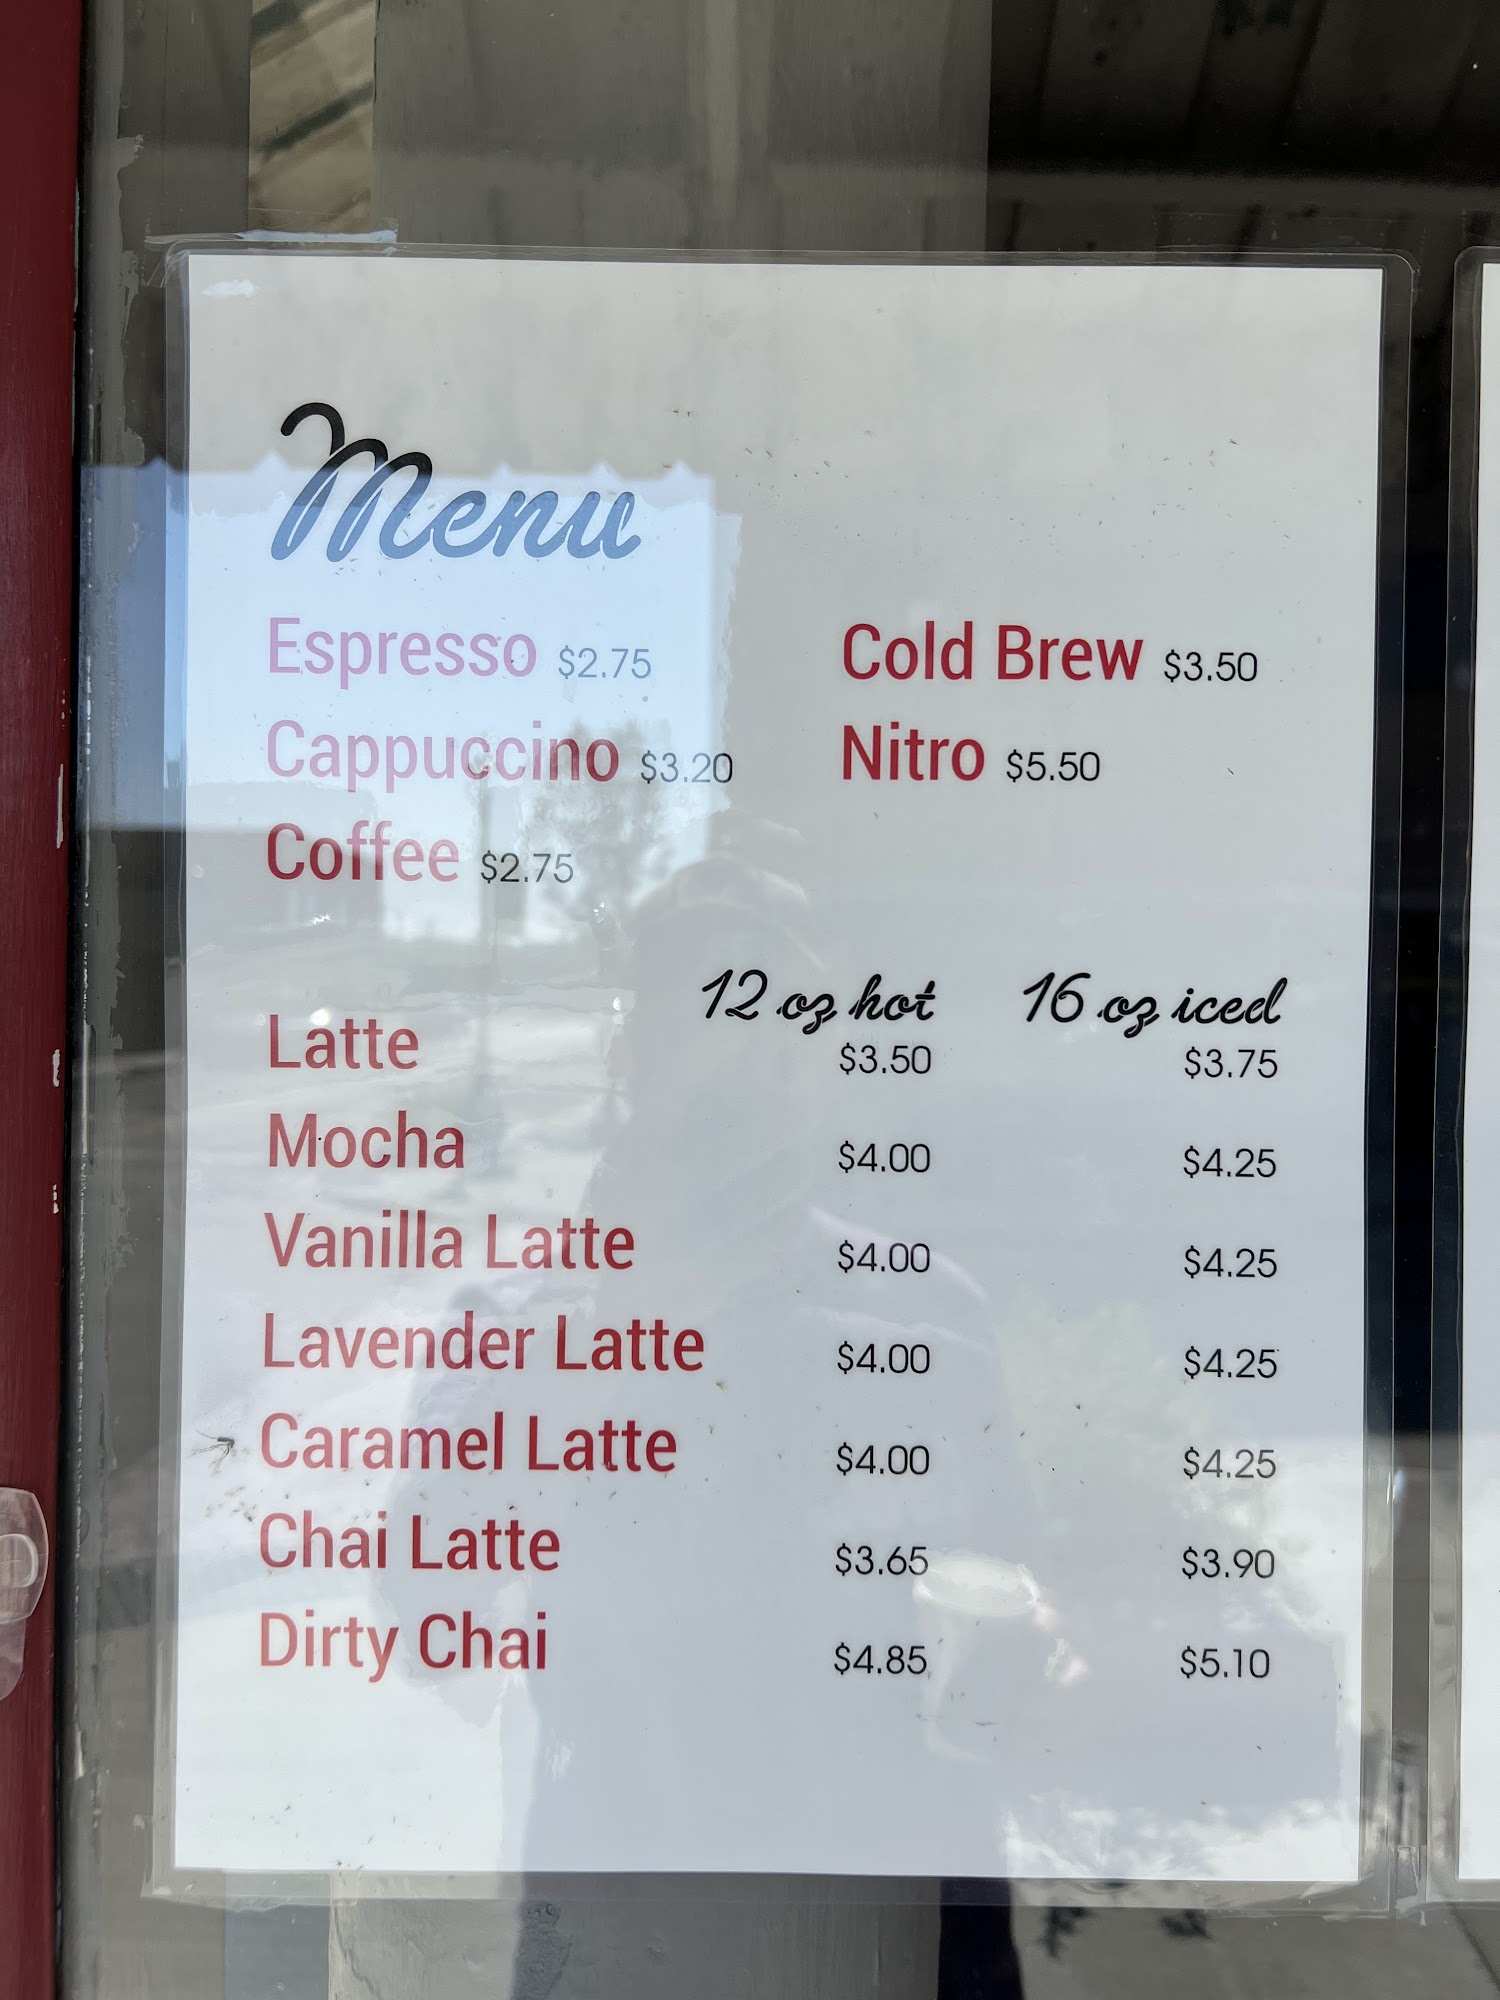 Menu
Espresso $2.75
Cappuccino $3.20
Coffee $2.75
Cold Brew $3.50
Nitro $5.50
12 oz hot 16 oz iced
Latte $3.50 $3.75
Mocha $4.00 $4.25
Vanilla Latte $4.00 $4.25
Lavender Latte $4.00 $4.25
Caramel Latte $4.00 $4.25
Chai Latte $3.65 $3.90
Dirty Chai $4.85 $5.10